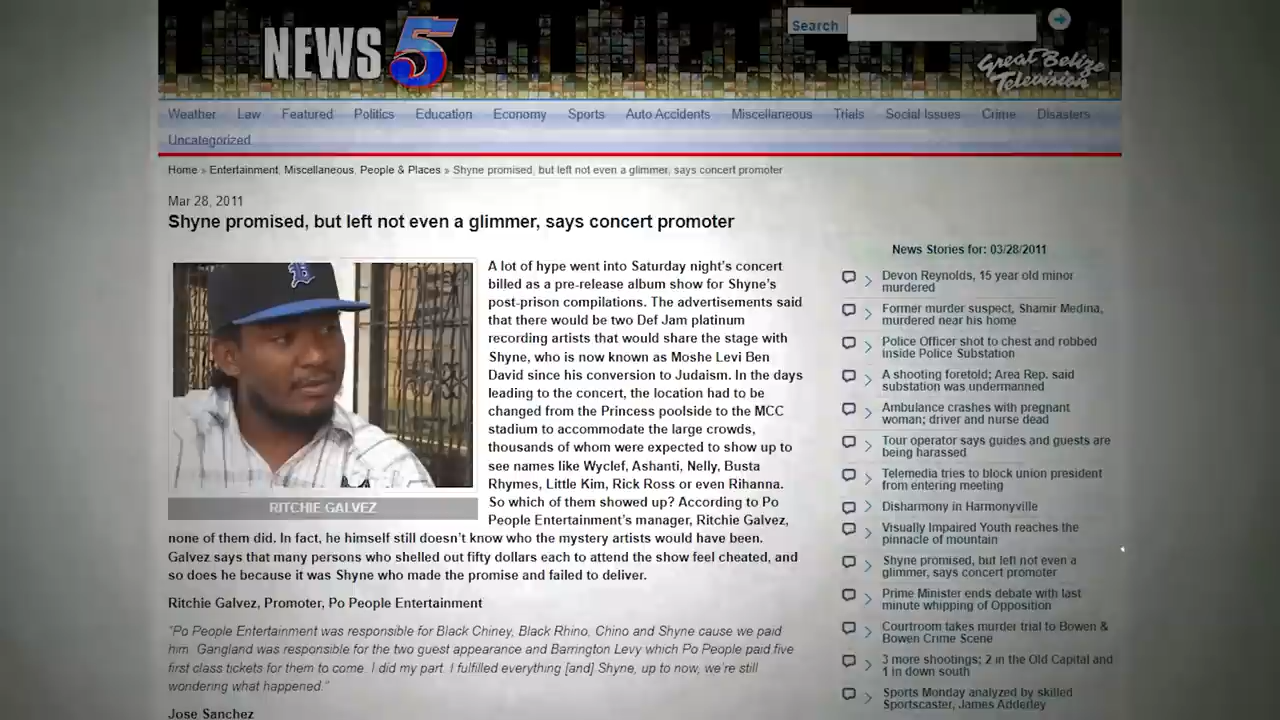 NEWS 5
Search
Great Belize
Television
Weather Law Featured Politics Education Economy Sports Auto Accidents Miscellaneous Trials Social Issues Crime Disasters
Uncategorized
Home » Entertainment, Miscellaneous, People & Places » Shyne promised, but left not even a glimmer, says concert promoter
Mar 28, 2011
Shyne promised, but left not even a glimmer, says concert promoter
RITCHIE GALVEZ
A lot of hype went into Saturday night's concert
billed as a pre-release album show for Shyne's
post-prison compilations. The advertisements said
that there would be two Def Jam platinum
recording artists that would share the stage with
Shyne, who is now known as Moshe Levi Ben
David since his conversion to Judaism. In the days
leading to the concert, the location had to be
changed from the Princess poolside to the MCC
stadium to accommodate the large crowds,
thousands of whom were expected to show up to
see names like Wyclef, Ashanti, Nelly, Busta
Rhymes, Little Kim, Rick Ross or even Rihanna.
So which of them showed up? According to Po
People Entertainment's manager, Ritchie Galvez,
none of them did. In fact, he himself still doesn't know who the mystery artists would have been.
Galvez says that many persons who shelled out fifty dollars each to attend the show feel cheated, and
so does he because it was Shyne who made the promise and failed to deliver.
Ritchie Galvez, Promoter, Po People Entertainment
"Po People Entertainment was responsible for Black Chiney, Black Rhino, Chino and Shyne cause we paid
him. Gangland was responsible for the two guest appearance and Barrington Levy which Po People paid five
first class tickets for them to come. I did my part. I fulfilled everything [and] Shyne, up to now, we're still
wondering what happened."
Jose Sanchez
News Stories for: 03/28/2011
Devon Reynolds, 15 year old minor
murdered
Former murder suspect, Shamir Medina,
murdered near his home
Police Officer shot to chest and robbed
inside Police Substation
A shooting foretold; Area Rep. said
substation was undermanned
Ambulance crashes with pregnant
woman; driver and nurse dead
Tour operator says guides and guests are
being harassed
Telemedia tries to block union president
from entering meeting
Disharmony in Harmonyville
Visually Impaired Youth reaches the
pinnacle of mountain
Shyne promised, but left not even a
glimmer, says concert promoter
Prime Minister ends debate with last
minute whipping of Opposition
Courtroom takes murder trial to Bowen &
Bowen Crime Scene
3 more shootings; 2 in the Old Capital and
1 in down south
Sports Monday analyzed by skilled
Sportscaster, James Adderley